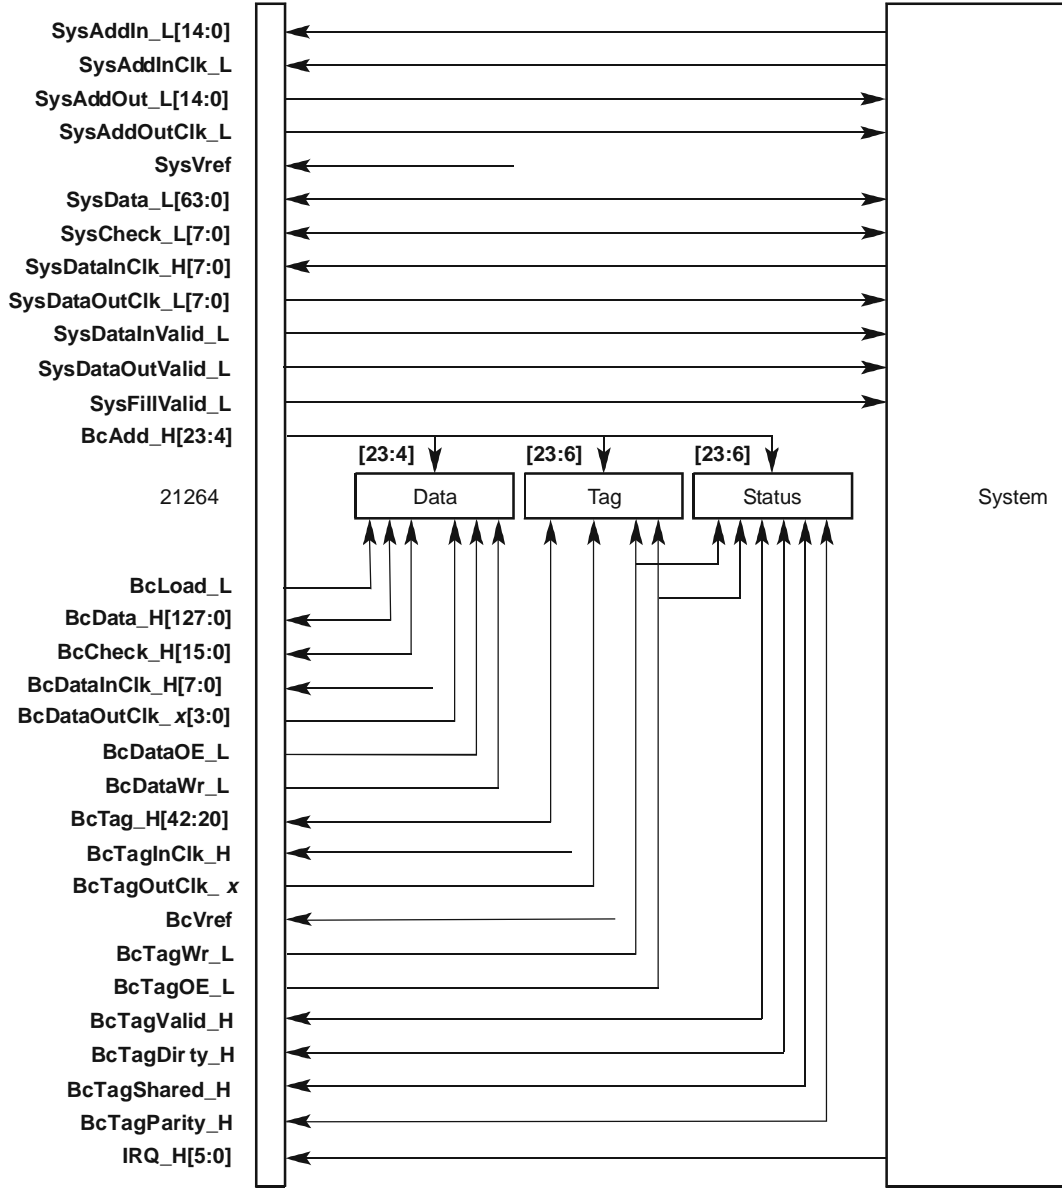 SysAddIn_L[14:0]
SysAddInClk_L
SysAddOut_L[14:0]
SysAddOutClk_L
SysVref
SysData_L[63:0]
SysCheck_L[7:0]
SysDataInClk_H[7:0]
SysDataOutClk_L[7:0]
SysDataInValid_L
SysDataOutValid_L
SysFillValid_L
BcAdd_H[23:4]
[23:4] [23:6] [23:6]
21264 Data Tag Status System
BcLoad_L
BcData_H[127:0]
BcCheck_H[15:0]
BcDataInClk_H[7:0]
BcDataOutClk_x[3:0]
BcDataOE_L
BcDataWr_L
BcTag_H[42:20]
BcTagInClk_H
BcTagOutClk_x
BcVref
BcTagWr_L
BcTagOE_L
BcTagValid_H
BcTagDirty_H
BcTagShared_H
BcTagParity_H
IRQ_H[5:0]